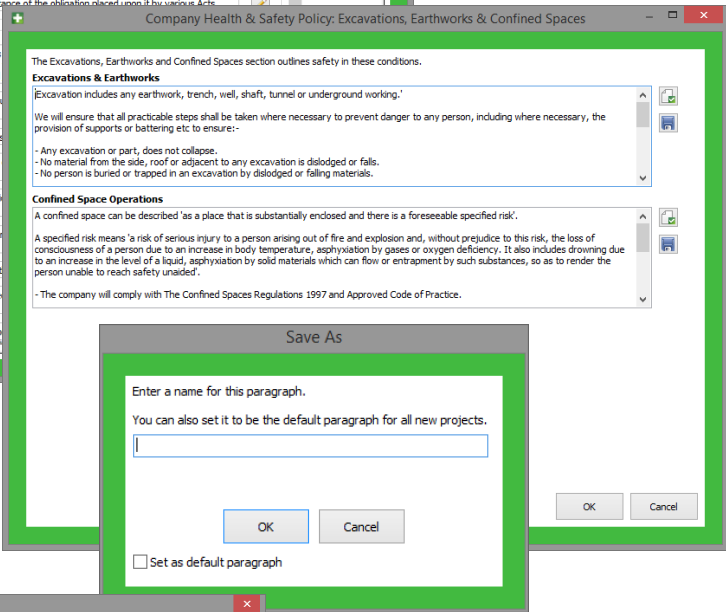 rance of the obligation placed upon it by various Acts
Company Health & Safety Policy: Excavations, Earthworks & Confined Spaces
The Excavations, Earthworks and Confined Spaces section outlines safety in these conditions.
Excavations & Earthworks
'Excavation includes any earthwork, trench, well, shaft, tunnel or underground working.'
We will ensure that all practicable steps shall be taken where necessary to prevent danger to any person, including where necessary, the
provision of supports or battering etc to ensure:-
- Any excavation or part, does not collapse.
- No material from the side, roof or adjacent to any excavation is dislodged or falls.
- No person is buried or trapped in an excavation by dislodged or falling materials.
Confined Space Operations
A confined space can be described 'as a place that is substantially enclosed and there is a foreseeable specified risk'.
A specified risk means 'a risk of serious injury to a person arising out of fire and explosion and, without prejudice to this risk, the loss of
consciousness of a person due to an increase in body temperature, asphyxiation by gases or oxygen deficiency. It also includes drowning due
to an increase in the level of a liquid, asphyxiation by solid materials which can flow or entrapment by such substances, so as to render the
person unable to reach safety unaided'.
- The company will comply with The Confined Spaces Regulations 1997 and Approved Code of Practice.
Save As
Enter a name for this paragraph.
You can also set it to be the default paragraph for all new projects.
OK
Cancel
Set as default paragraph
OK
Cancel